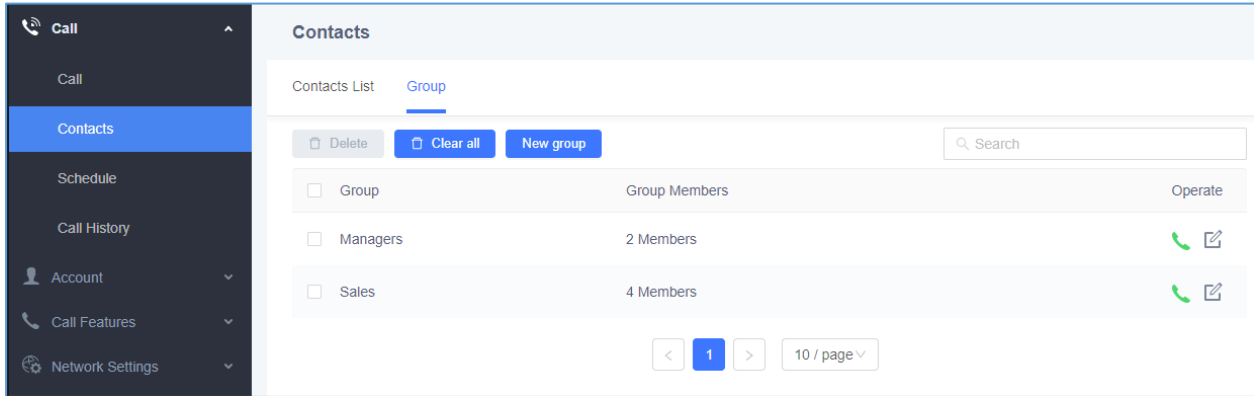 Call
Call
Contacts
Schedule
Call History
Account
Call Features
Network Settings
Contacts
Contacts List Group
Delete Clear all New group Search
Group Group Members Operate
Managers 2 Members
Sales 4 Members
< 1 > 10 / page